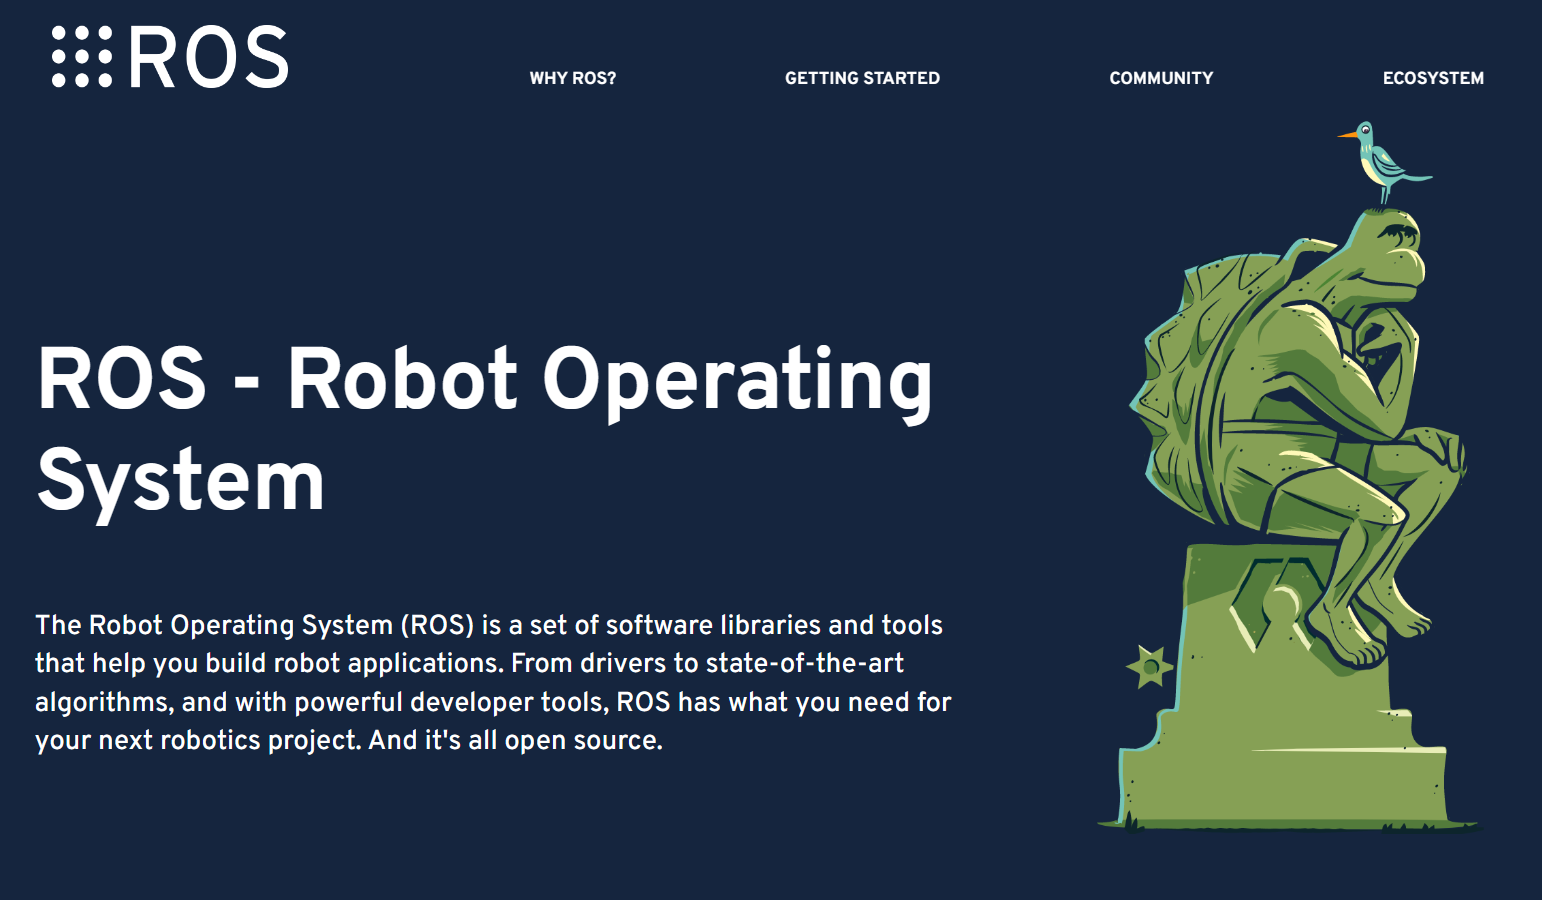 ROS
WHY ROS?
GETTING STARTED
COMMUNITY
ECOSYSTEM
ROS - Robot Operating
System
The Robot Operating System (ROS) is a set of software libraries and tools
that help you build robot applications. From drivers to state-of-the-art
algorithms, and with powerful developer tools, ROS has what you need for
your next robotics project. And it's all open source.